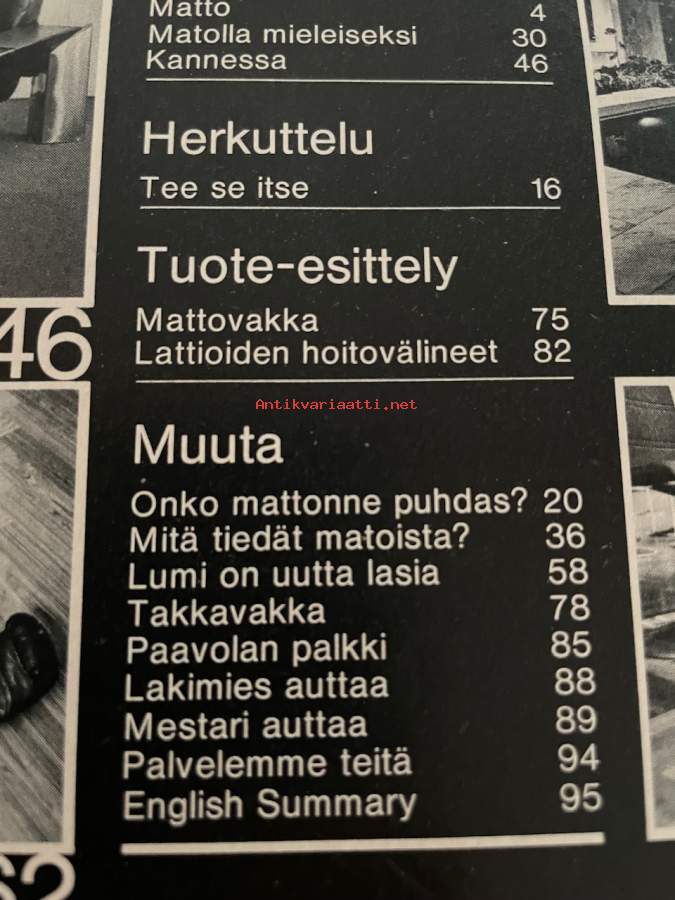 Matto 4
Matolla mieleiseksi 30
Kannessa 46
Herkuttelu
Tee se itse 16
Tuote-esittely
Mattovakka 75
Lattioiden hoitovälineet 82
46
Antikvariaatti.net
Muuta
Onko mattonne puhdas? 20
Mitä tiedät matoista? 36
Lumi on uutta lasia 58
Takkavakka 78
Paavolan palkki 85
Lakimies auttaa 88
Mestari auttaa 89
Palvelemme teitä 94
English Summary 95
62